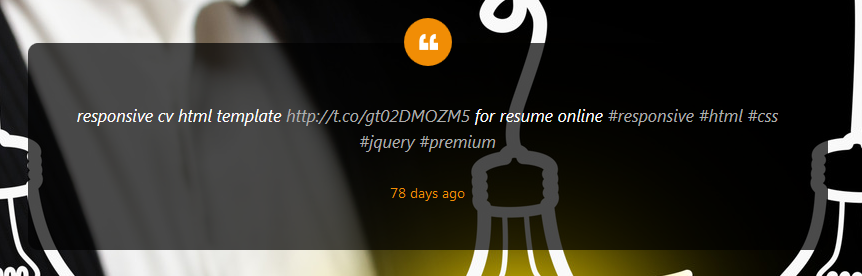 responsive cv html template http://t.co/gt02DMOZM5 for resume online #responsive #html #css
#jquery #premium
78 days ago